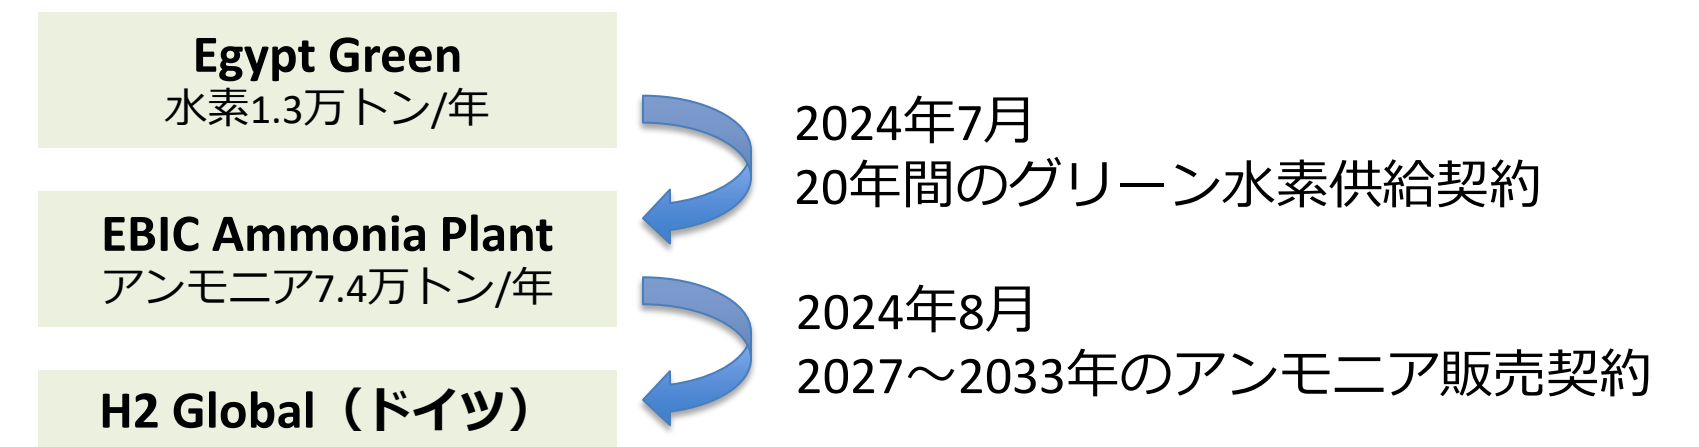 Egypt Green
水素1.3万トン/年
2024年7月
20年間のグリーン水素供給契約
EBIC Ammonia Plant
アンモニア7.4万トン/年
2024年8月
2027～2033年のアンモニア販売契約
H2 Global（ドイツ）